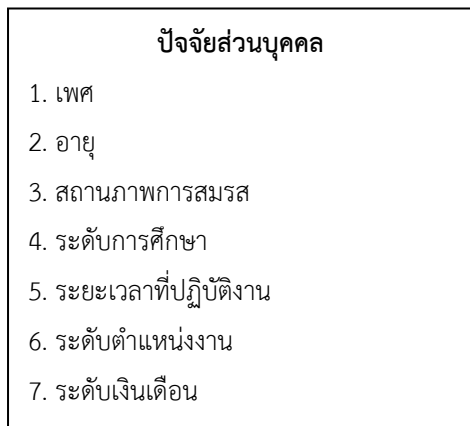 ปัจจัยส่วนบุคคล
1. เพศ
2. อายุ
3. สถานภาพการสมรส
4. ระดับการศึกษา
5. ระยะเวลาที่ปฏิบัติงาน
6. ระดับตำแหน่งงาน
7. ระดับเงินเดือน